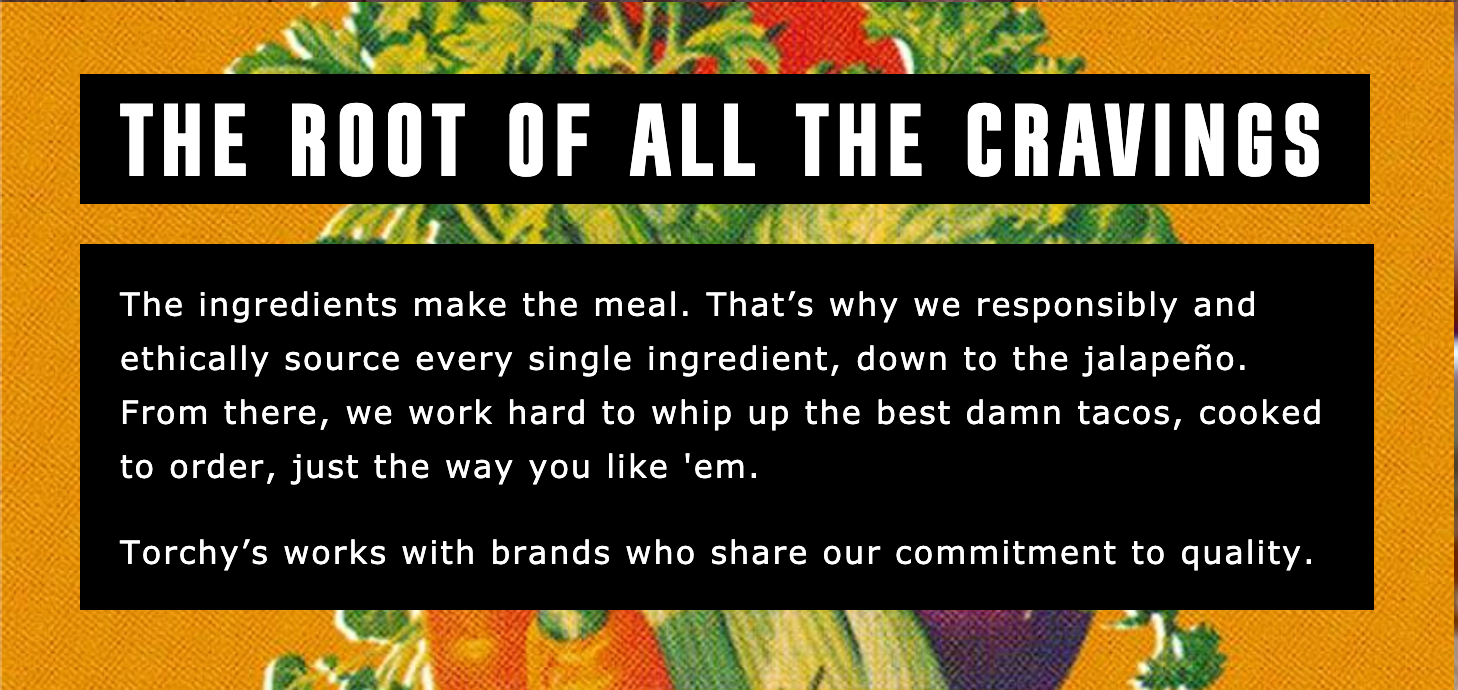 THE ROOT OF ALL THE CRAVINGS
The ingredients make the meal. That’s why we responsibly and
ethically source every single ingredient, down to the jalapeño.
From there, we work hard to whip up the best damn tacos, cooked
to order, just the way you like 'em.
Torchy’s works with brands who share our commitment to quality.